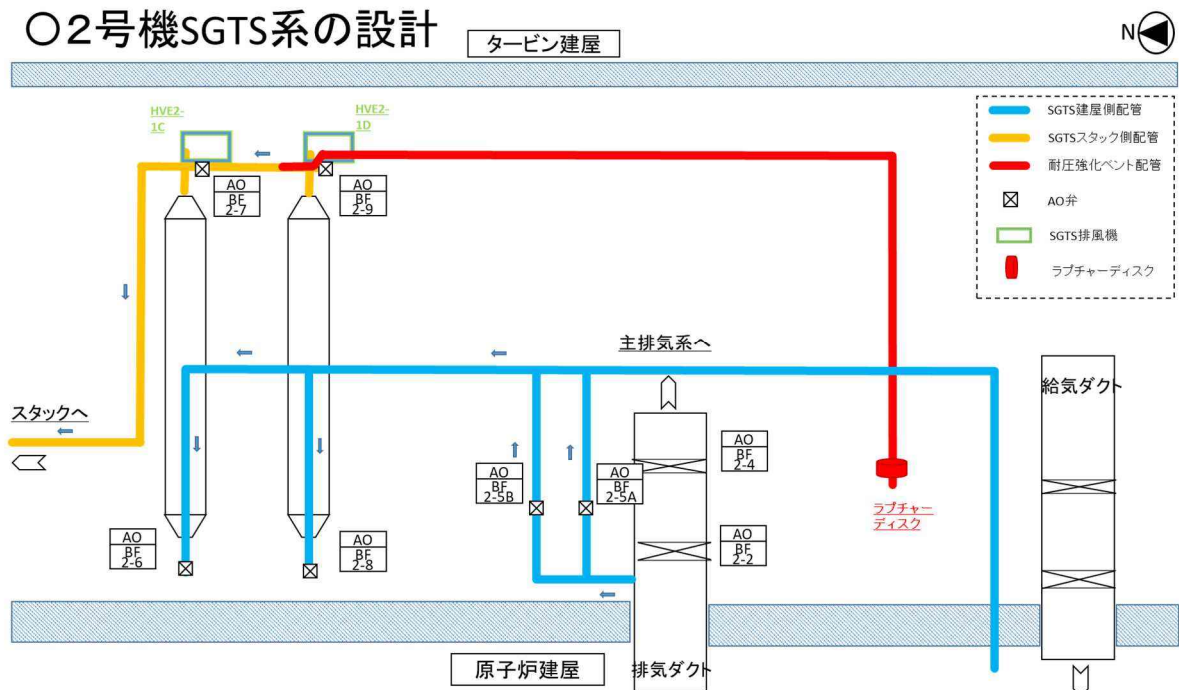 〇２号機SGTS系の設計
タービン建屋
N
HVE2-
1C
HVE2-
1D
SGTS建屋側配管
SGTSスタック側配管
耐圧強化ベント配管
AO弁
SGTS排風機
ラプチャーディスク
AO
BF
2-7
AO
BF
2-9
主排気系へ
給気ダクト
スタックへ
AO
BF
2-5B
AO
BF
2-5A
AO
BF
2-4
ラプチャー
ディスク
AO
BF
2-6
AO
BF
2-8
AO
BF
2-2
原子炉建屋
排気ダクト